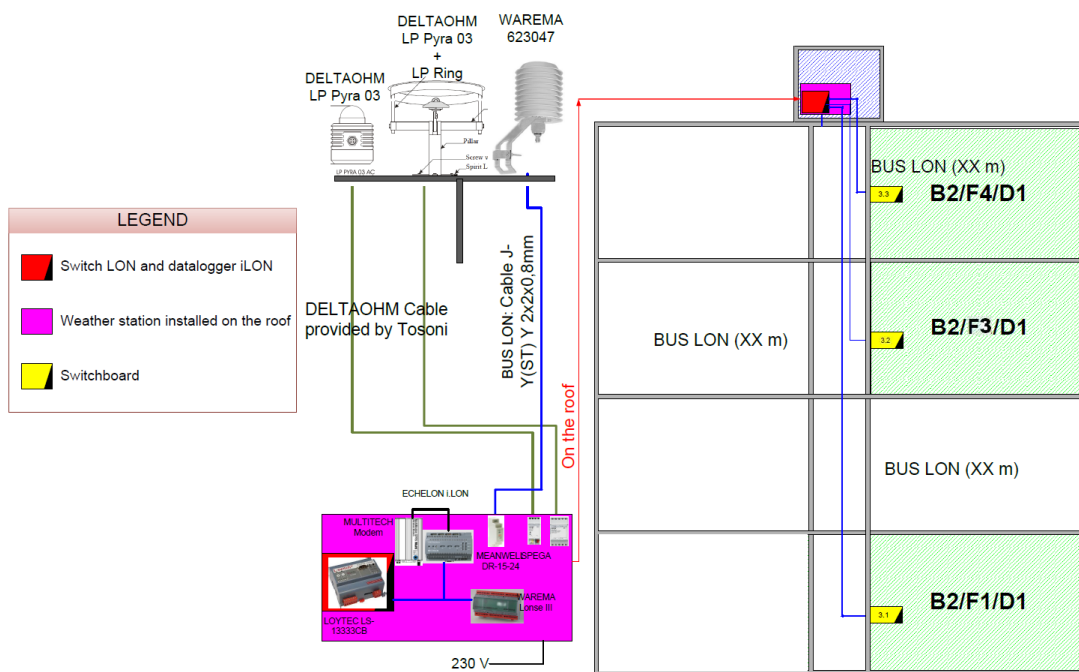 DELTAOHM
LP Pyra 03
+
LP Ring
WAREMA
623047
DELTAOHM
LP Pyra 03
Pillar
Screw v
Spirit L
LP PYRA 03 AC
LEGEND
Switch LON and datalogger iLON
Weather station installed on the roof
Switchboard
DELTAOHM Cable
provided by Tosoni
BUS LON: Cable J-
Y(ST) Y 2x2x0,8mm
On the roof
ECHELON i.LON
MULTITECH
Modem
MEANWELL
DR-15-24
SPEGA
LOYTEC LS-
13333CB
WAREMA
Lonse III
230 V
BUS LON (XX m)
3.3
B2/F4/D1
BUS LON (XX m)
3.2
B2/F3/D1
BUS LON (XX m)
3.1
B2/F1/D1